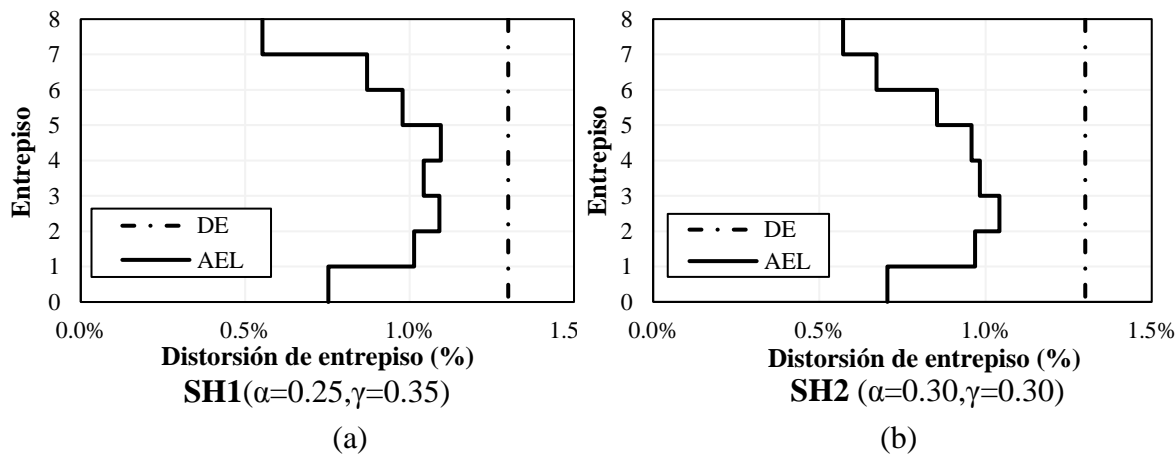 8
7
6
5
4
3
2
1
0
Entrepiso
DE
AEL
0.0% 0.5% 1.0% 1.5
Distorsión de entrepiso (%)
SH1(α=0.25,γ=0.35)
(a)
8
7
6
5
4
3
2
1
0
Entrepiso
DE
AEL
0.0% 0.5% 1.0% 1.5%
Distorsión de entrepiso (%)
SH2 (α=0.30,γ=0.30)
(b)